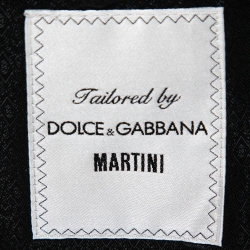 Tailored by
DOLCE & GABBANA
MARTINI